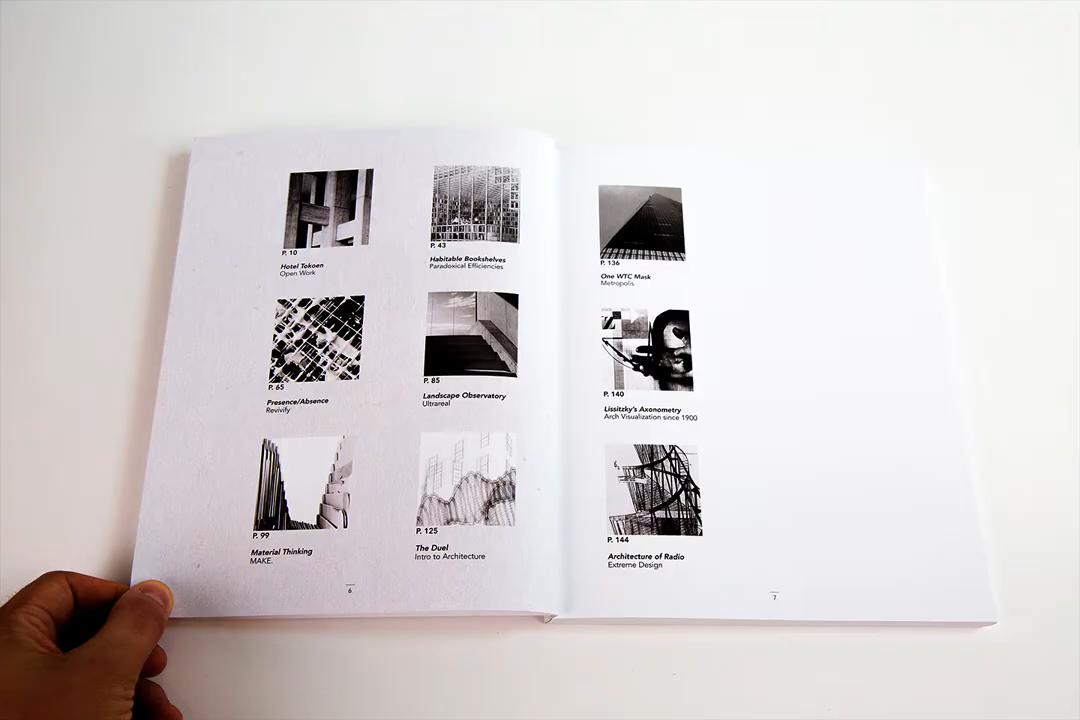 P. 10
Hotel Tokoen
Open Work
P. 43
Habitable Bookshelves
Paradoxical Efficiencies
P. 65
Presence/Absence
Revivify
P. 85
Landscape Observatory
Ultrareal
P. 99
Material Thinking
MAKE.
P. 125
The Duel
Intro to Architecture
6
P. 136
One WTC Mask
Metropolis
P. 140
Lissitzky's Axonometry
Arch Visualization since 1900
P. 144
Architecture of Radio
Extreme Design
7